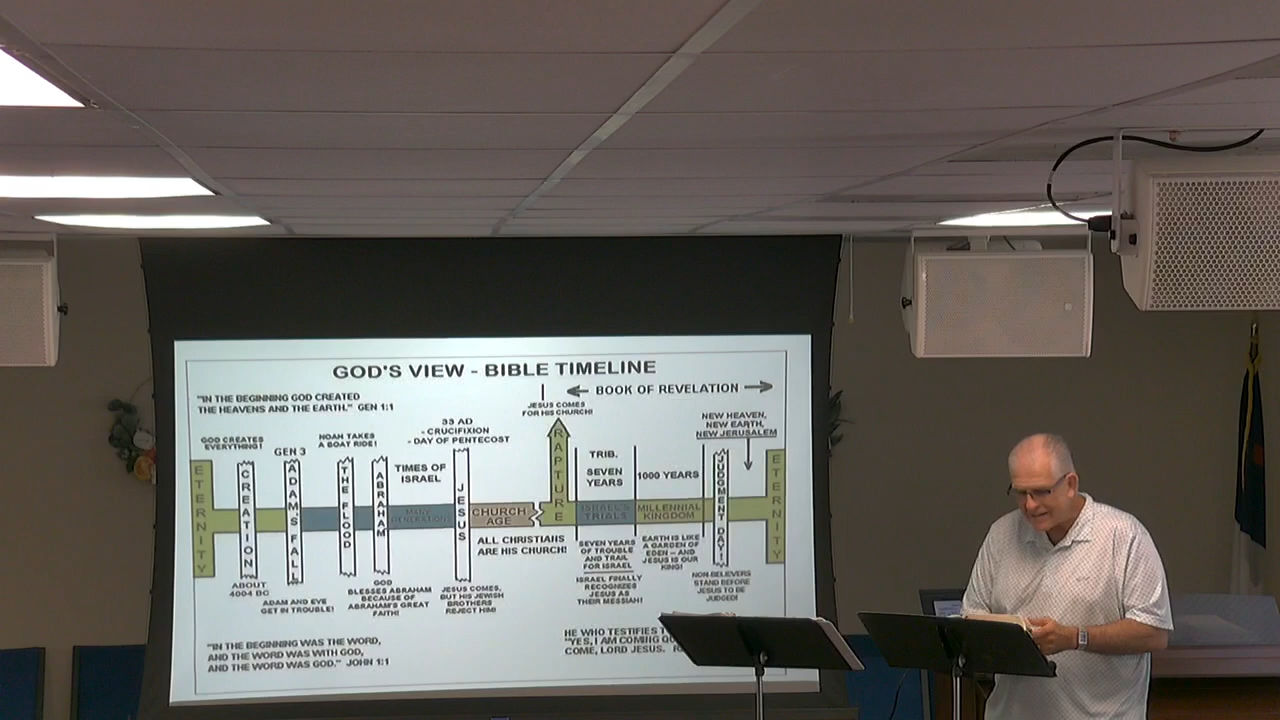 GOD'S VIEW - BIBLE TIMELINE
"IN THE BEGINNING GOD CREATED
THE HEAVENS AND THE EARTH." GEN 1:1
JESUS COMES
FOR HIS CHURCH!
BOOK OF REVELATION
GOD CREATES
EVERYTHING!
GEN 3
NOAH TAKES
A BOAT RIDE!
33 AD
- CRUCIFIXION
- DAY OF PENTECOST
NEW HEAVEN,
NEW EARTH,
NEW JERUSALEM
ETERNITY
CREATION
ADAM'S FALL
THE FLOOD
ABRAHAM
TIMES OF
ISRAEL
MANY
GENERATIONS
JESUS
CHURCH
AGE
RAPTURE
TRIB.
SEVEN
YEARS
ISRAEL'S
TRIALS
1000 YEARS
MILLENNIAL
KINGDOM
JUDGMENT DAY!
ETERNITY
ALL CHRISTIANS
ARE HIS CHURCH!
ABOUT
4004 BC
ADAM AND EVE
GET IN TROUBLE!
GOD
BLESSES ABRAHAM
BECAUSE OF
ABRAHAM'S GREAT
FAITH!
JESUS COMES,
BUT HIS JEWISH
BROTHERS
REJECT HIM!
SEVEN YEARS
OF TROUBLE
AND TRAIL
FOR ISRAEL
ISRAEL FINALLY
RECOGNIZES
JESUS AS
THEIR MESSIAH!
EARTH IS LIKE
A GARDEN OF
EDEN - AND
JESUS IS OUR
KING!
NON-BELIEVERS
STAND BEFORE
JESUS TO BE
JUDGED!
"IN THE BEGINNING WAS THE WORD,
AND THE WORD WAS WITH GOD,
AND THE WORD WAS GOD." JOHN 1:1
HE WHO TESTIFIES
"YES, I AM COMING
COME, LORD JESUS.